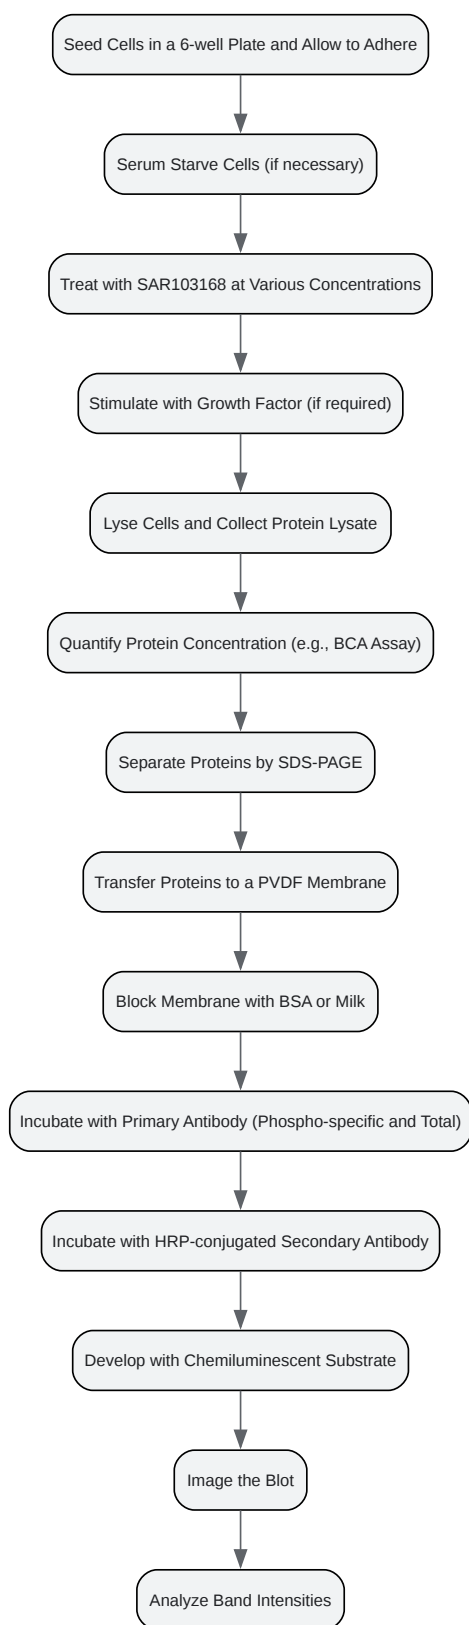 Seed Cells in a 6-well Plate and Allow to Adhere
Serum Starve Cells (if necessary)
Treat with SAR103168 at Various Concentrations
Stimulate with Growth Factor (if required)
Lyse Cells and Collect Protein Lysate
Quantify Protein Concentration (e.g., BCA Assay)
Separate Proteins by SDS-PAGE
Transfer Proteins to a PVDF Membrane
Block Membrane with BSA or Milk
Incubate with Primary Antibody (Phospho-specific and Total)
Incubate with HRP-conjugated Secondary Antibody
Develop with Chemiluminescent Substrate
Image the Blot
Analyze Band Intensities